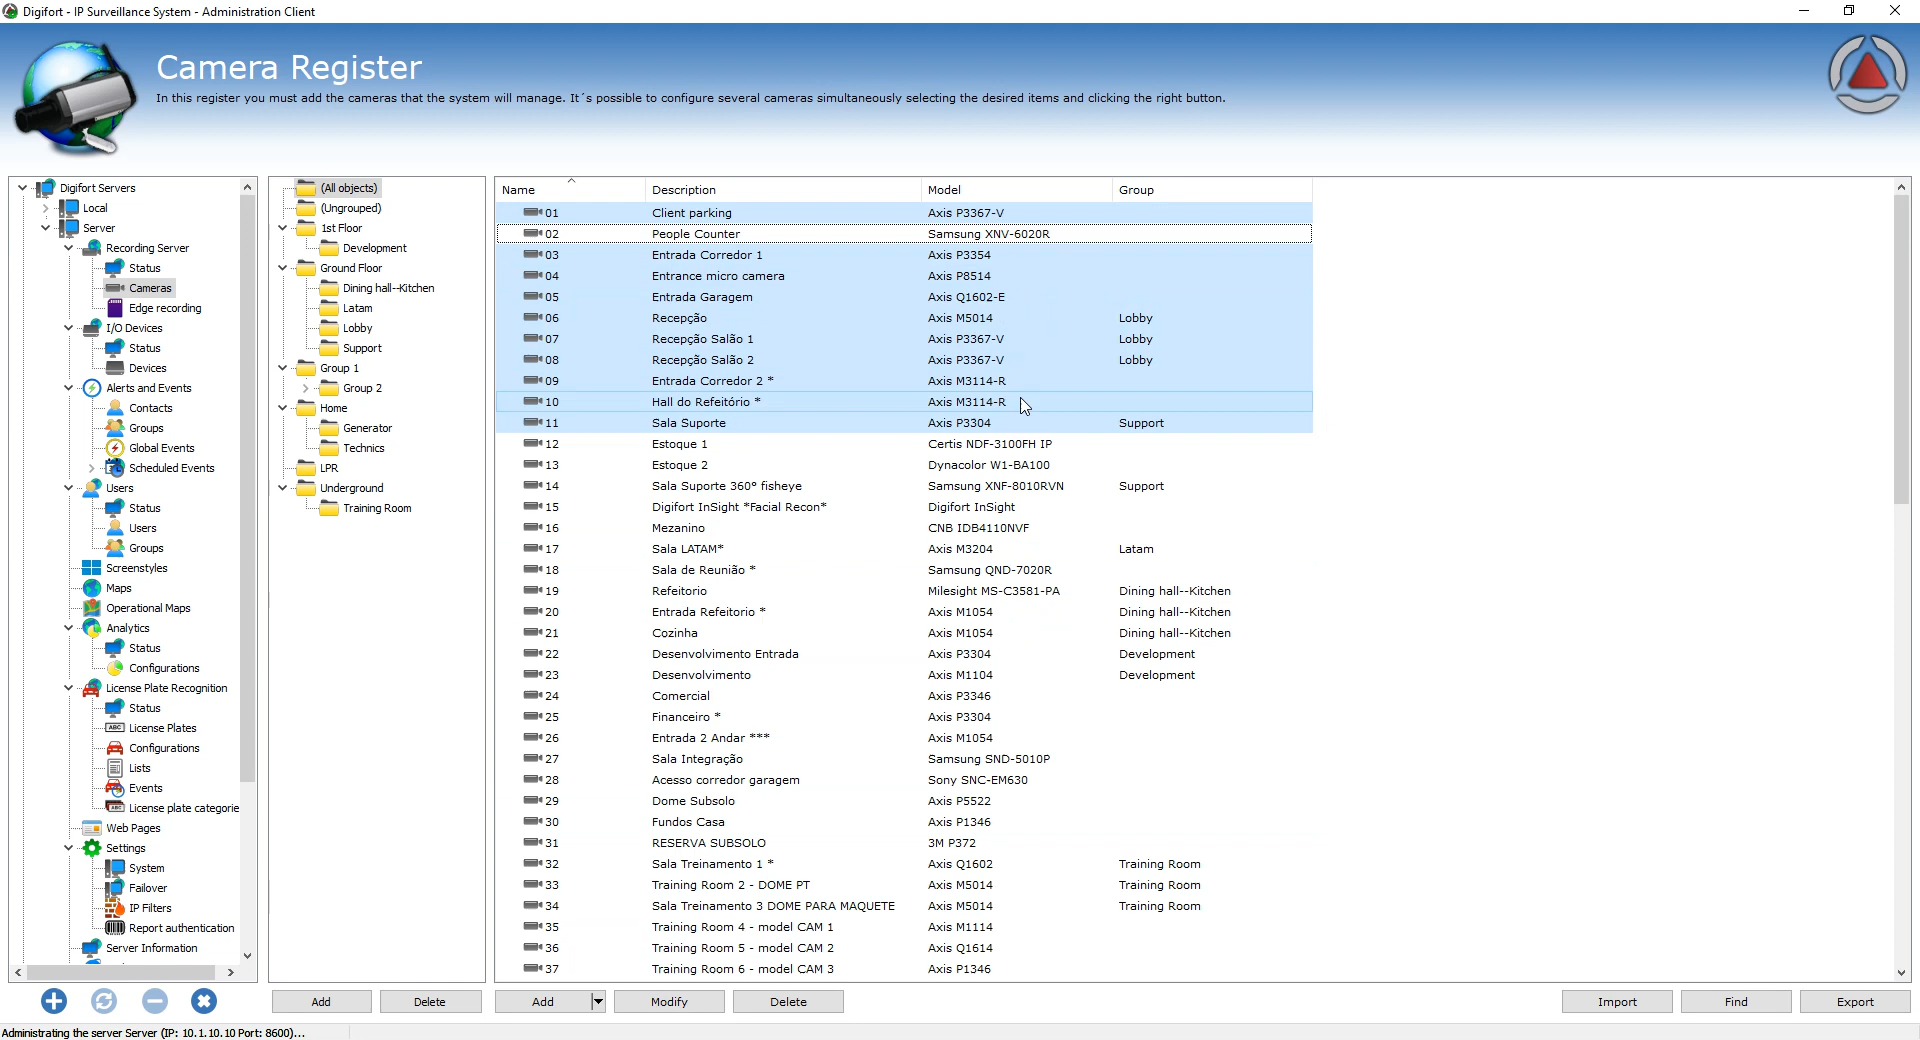 Digifort - IP Surveillance System - Administration Client
Camera Register
In this register you must add the cameras that the system will manage. It´s possible to configure several cameras simultaneously selecting the desired items and clicking the right button.
Digifort Servers
Local
Server
Recording Server
Status
Cameras
Edge recording
I/O Devices
Status
Devices
Alerts and Events
Contacts
Groups
Global Events
Scheduled Events
Users
Status
Users
Groups
Screenstyles
Maps
Operational Maps
Analytics
Status
Configurations
License Plate Recognition
Status
License Plates
Configurations
Lists
Events
License plate categorie
Web Pages
Settings
System
Failover
IP Filters
Report authentication
Server Information
(All objects)
(Ungrouped)
1st Floor
Development
Ground Floor
Dining hall--Kitchen
Latam
Lobby
Support
Group 1
Group 2
Home
Generator
Technics
LPR
Underground
Training Room
Name Description Model Group
01 Client parking Axis P3367-V
02 People Counter Samsung XNV-6020R
03 Entrada Corredor 1 Axis P3354
04 Entrance micro camera Axis P8514
05 Entrada Garagem Axis Q1602-E
06 Recepção Axis M5014 Lobby
07 Recepção Salão 1 Axis P3367-V Lobby
08 Recepção Salão 2 Axis P3367-V Lobby
09 Entrada Corredor 2 * Axis M3114-R
10 Hall do Refeitório * Axis M3114-R
11 Sala Suporte Axis P3304 Support
12 Estoque 1 Certis NDF-3100FH IP
13 Estoque 2 Dynacolor W1-BA100
14 Sala Suporte 360º fisheye Samsung XNF-8010RVN Support
15 Digifort InSight *Facial Recon* Digifort InSight
16 Mezanino CNB IDB4110NVF
17 Sala LATAM* Axis M3204 Latam
18 Sala de Reunião * Samsung QND-7020R
19 Refeitorio Milesight MS-C3581-PA Dining hall--Kitchen
20 Entrada Refeitorio * Axis M1054 Dining hall--Kitchen
21 Cozinha Axis M1054 Dining hall--Kitchen
22 Desenvolvimento Entrada Axis P3304 Development
23 Desenvolvimento Axis M1104 Development
24 Comercial Axis P3346
25 Financeiro * Axis P3304
26 Entrada 2 Andar *** Axis M1054
27 Sala Integração Samsung SND-5010P
28 Acesso corredor garagem Sony SNC-EM630
29 Dome Subsolo Axis P5522
30 Fundos Casa Axis P1346
31 RESERVA SUBSOLO 3M P372
32 Sala Treinamento 1 * Axis Q1602 Training Room
33 Training Room 2 - DOME PT Axis M5014 Training Room
34 Sala Treinamento 3 DOME PARA MAQUETE Axis M5014 Training Room
35 Training Room 4 - model CAM 1 Axis M1114
36 Training Room 5 - model CAM 2 Axis Q1614
37 Training Room 6 - model CAM 3 Axis P1346
Add Delete Add Modify Delete Import Find Export
Administrating the server Server (IP: 10.1.10.10 Port: 8600)...